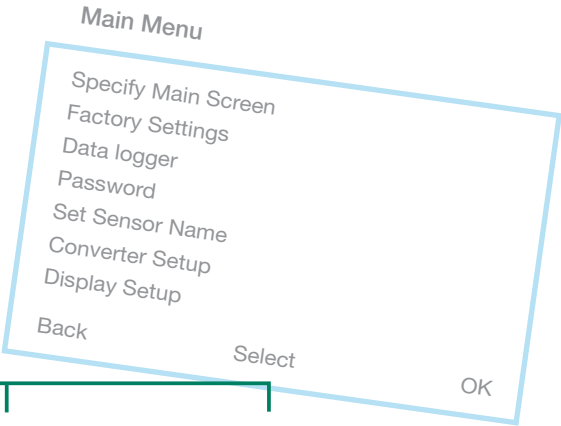 Main Menu
Specify Main Screen
Factory Settings
Data logger
Password
Set Sensor Name
Converter Setup
Display Setup
Back Select OK